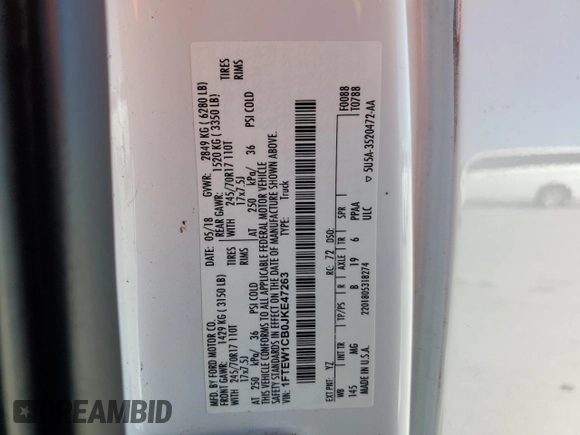 MFD. BY FORD MOTOR CO.
DATE: 05/18 GVWR: 2849 KG ( 6280 LB)
FRONT GAWR: 1429 KG ( 3150 LB) REAR GAWR: 1520 KG ( 3350 LB)
WITH 245/70R17 110T TIRES WITH 245/70R17 110T TIRES
17x7.5J RIMS 17x7.5J RIMS
AT 250 kPa/ 36 PSI COLD AT 250 kPa/ 36 PSI COLD
THIS VEHICLE CONFORMS TO ALL APPLICABLE FEDERAL MOTOR VEHICLE
SAFETY STANDARDS IN EFFECT ON THE DATE OF MANUFACTURE SHOWN ABOVE.
VIN: 1FTEW1CB0JKE47263 TYPE: Truck
F0088
T0788
EXT PNT: YZ RC: 72 DSO:
WB INT TR TP/PS R AXLE TR SPR
145 MG B 19 6 PPAA
ULC
MADE IN U.S.A. 2201805318274
5U5A-3520472-AA
AMERICAN
LUXURY AUTO